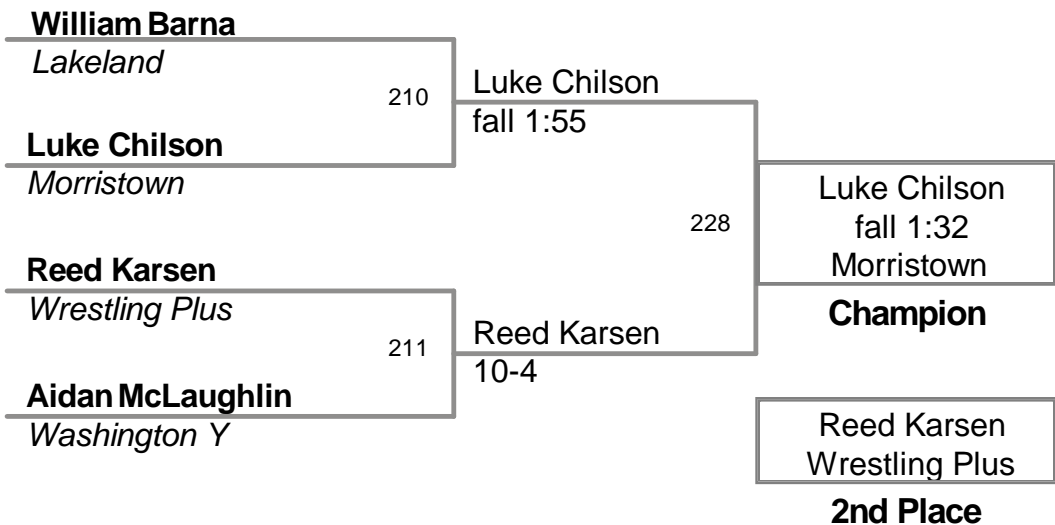 William Barna
Lakeland
210
Luke Chilson
fall 1:55
Luke Chilson
Morristown
228
Luke Chilson
fall 1:32
Morristown
Champion
Reed Karsen
Wrestling Plus
211
Reed Karsen
10-4
Aidan McLaughlin
Washington Y
Reed Karsen
Wrestling Plus
2nd Place